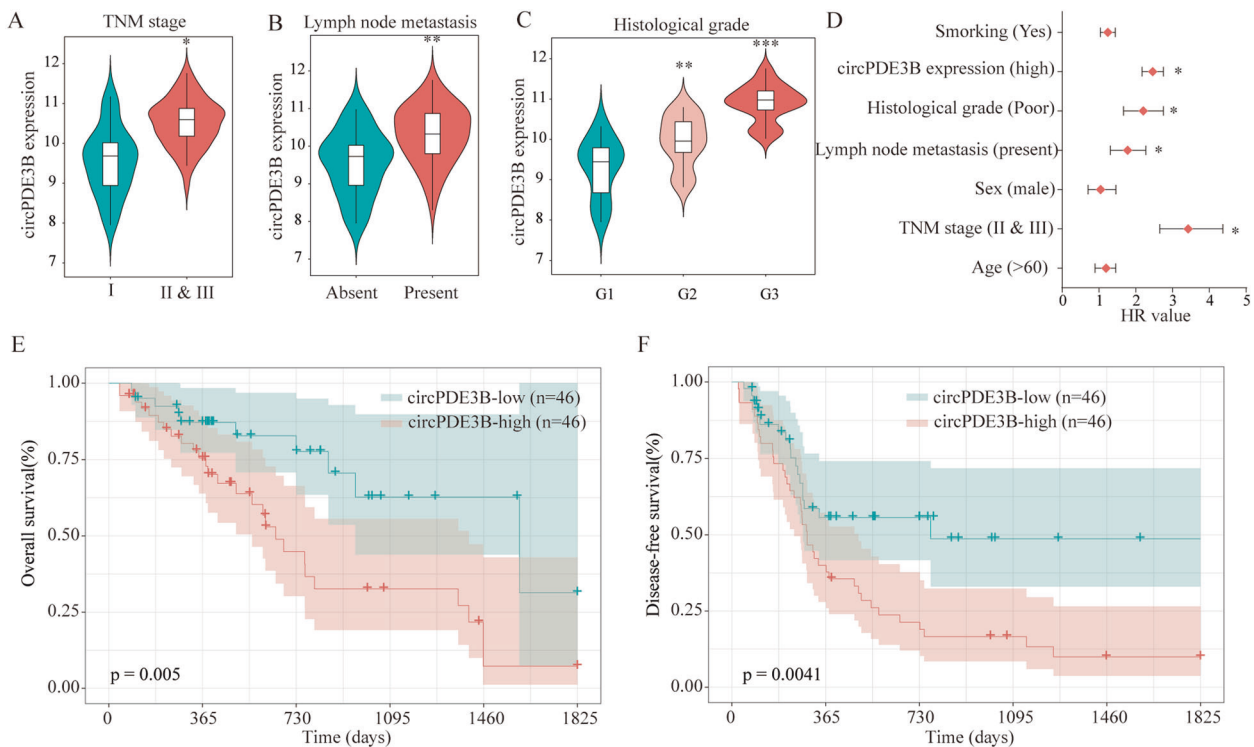 A
TNM stage
*
circPDE3B expression
12
11
10
9
8
7
I
II & III
B
Lymph node metastasis
**
circPDE3B expression
12
11
10
9
8
7
Absent
Present
C
Histological grade
**
***
circPDE3B expression
12
11
10
9
8
7
G1
G2
G3
D
Smorking (Yes)
circPDE3B expression (high)
*
Histological grade (Poor)
*
Lymph node metastasis (present)
*
Sex (male)
TNM stage (II & III)
*
Age (>60)
0 1 2 3 4 5
HR value
E
Overall survival(%)
1.00
0.75
0.50
0.25
0.00
circPDE3B-low (n=46)
circPDE3B-high (n=46)
p = 0.005
0 365 730 1095 1460 1825
Time (days)
F
Disease-free survival(%)
1.00
0.75
0.50
0.25
0.00
circPDE3B-low (n=46)
circPDE3B-high (n=46)
p = 0.0041
0 365 730 1095 1460 1825
Time (days)